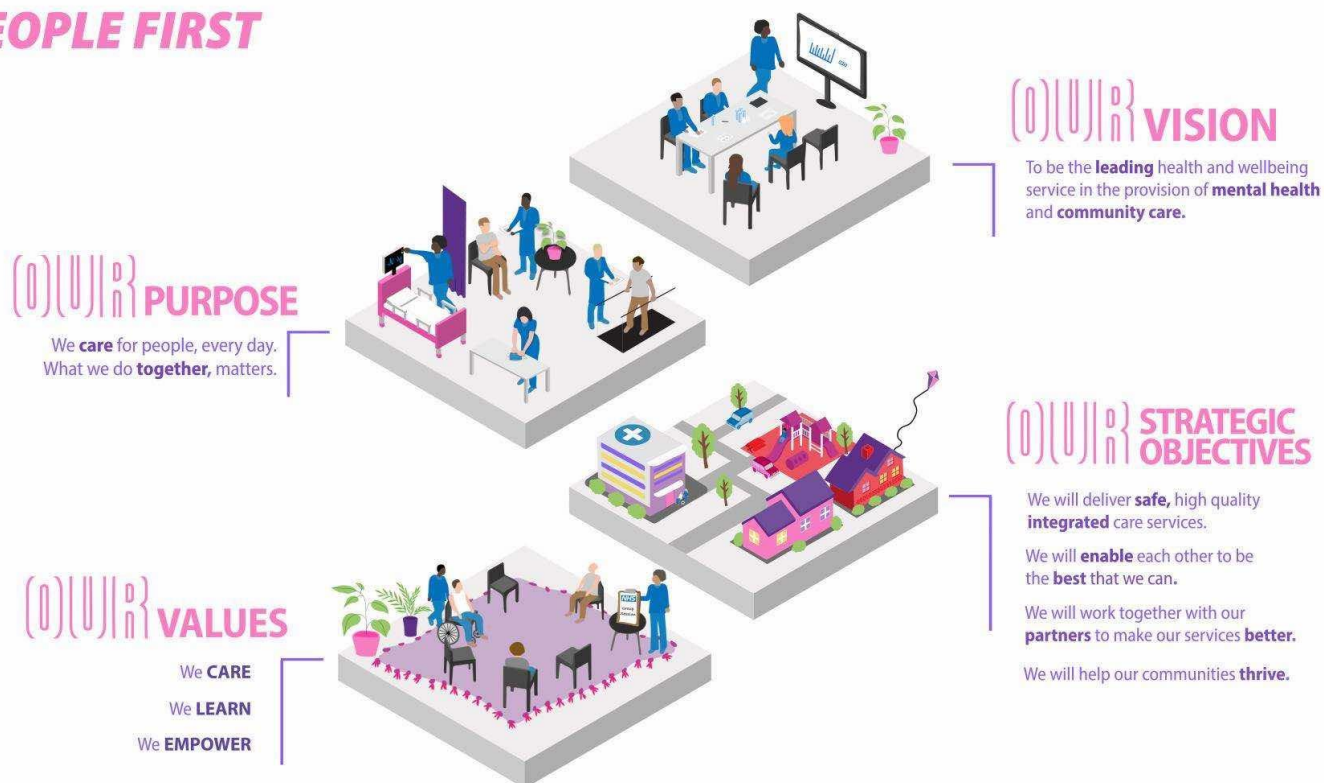 EOPLE FIRST
OUR VISION
To be the leading health and wellbeing
service in the provision of mental health
and community care.
OUR PURPOSE
We care for people, every day.
What we do together, matters.
OUR STRATEGIC
OBJECTIVES
We will deliver safe, high quality
integrated care services.
We will enable each other to be
the best that we can.
We will work together with our
partners to make our services better.
We will help our communities thrive.
OUR VALUES
We CARE
We LEARN
We EMPOWER
NHS